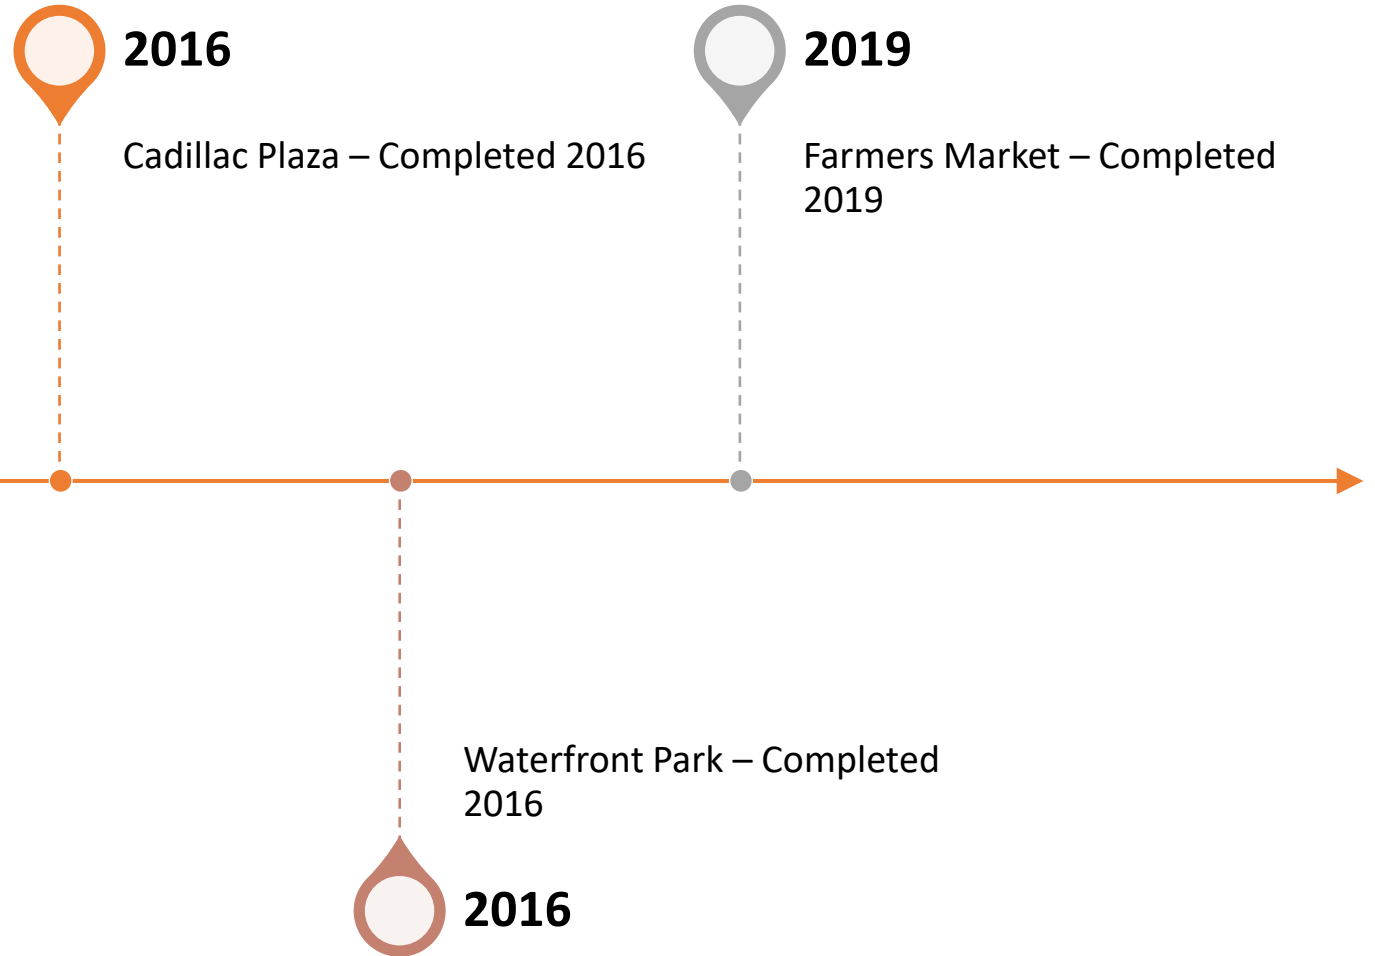 2016
Cadillac Plaza – Completed 2016
2019
Farmers Market – Completed
2019
Waterfront Park – Completed
2016
2016